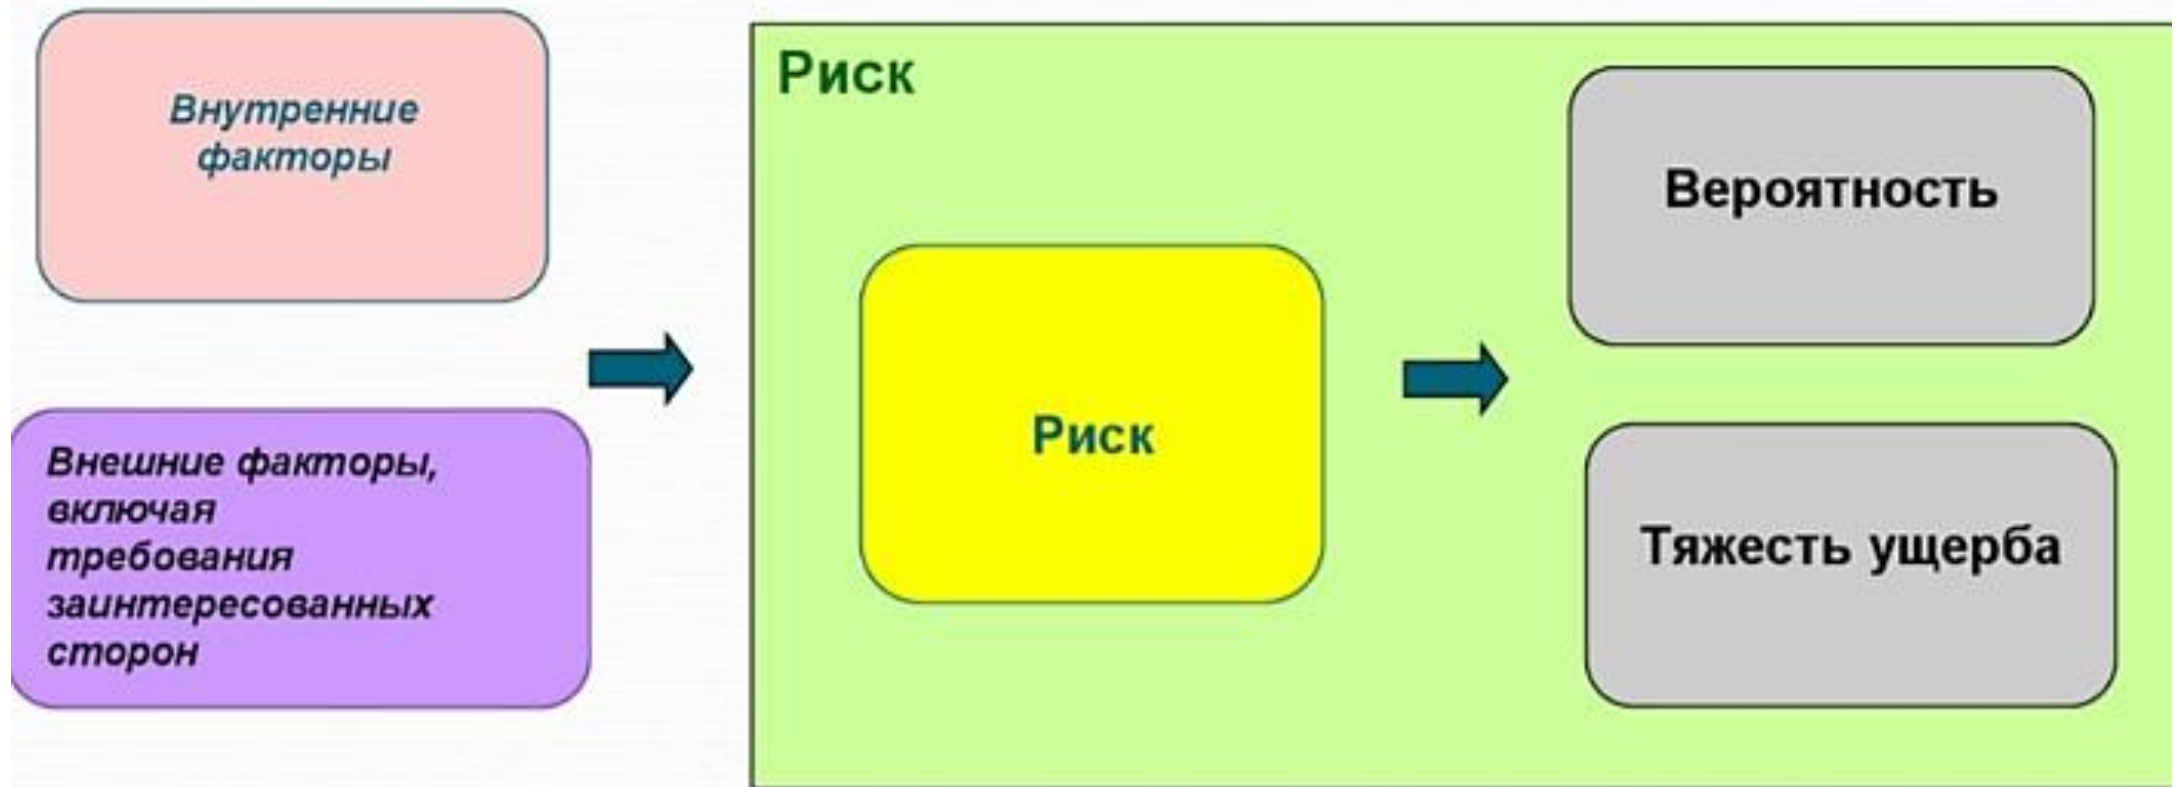 Внутренние
факторы
Внешние факторы,
включая
требования
заинтересованных
сторон
Риск
Риск
Вероятность
Тяжесть ущерба